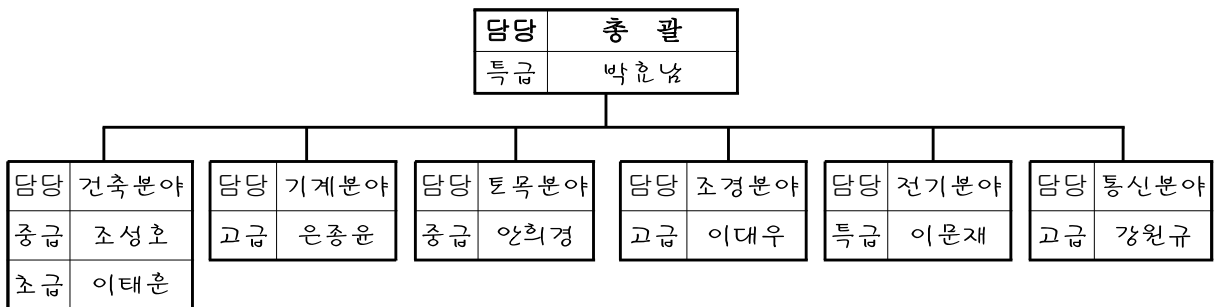 담당 총 괄
특급 박효남
담당 건축분야 담당 기계분야 담당 토목분야 담당 조경분야 담당 전기분야 담당 통신분야
중급 조성호 고급 은종윤 중급 안희경 고급 이대우 특급 이문재 고급 강원규
초급 이태훈